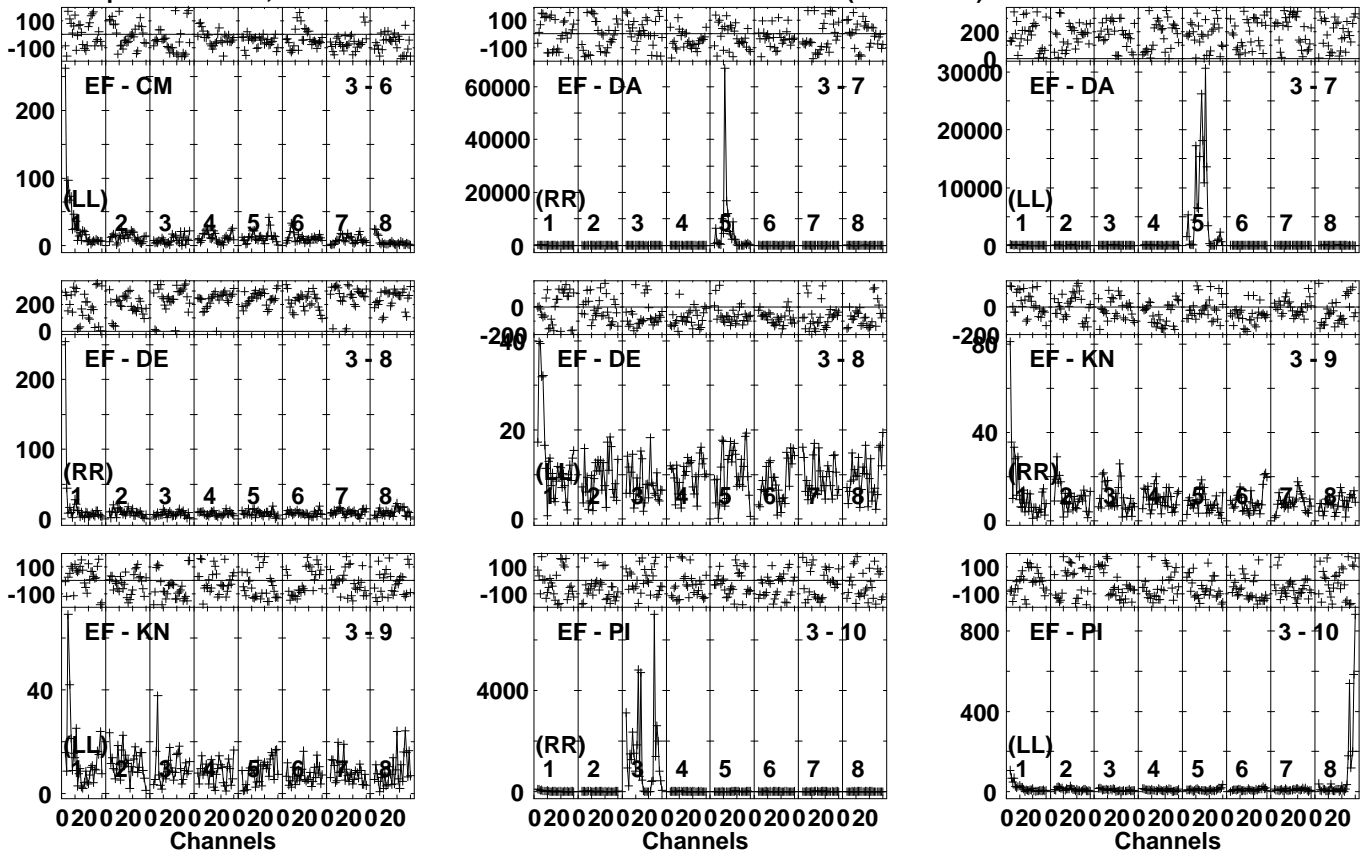 100 100 200
-100 -100 0
EF - CM 3 - 6 EF - DA 3 - 7 EF - DA 3 - 7
200 60000 30000
40000 20000
100 20000 10000
(LL) (RR) (LL)
1 2 3 4 5 6 7 8 1 2 3 4 5 6 7 8 1 2 3 4 5 6 7 8
0 0 0
200 0 0
0 -200 -200
EF - DE 3 - 8 EF - DE 3 - 8 EF - KN 3 - 9
200 40 80
100 20 40
(RR) (LL) (RR)
1 2 3 4 5 6 7 8 1 2 3 4 5 6 7 8 1 2 3 4 5 6 7 8
0 0 0
100 100 100
-100 -100 -100
EF - KN 3 - 9 EF - PI 3 - 10 EF - PI 3 - 10
40 4000 800
400
(LL) (RR) (LL)
1 2 3 4 5 6 7 8 1 2 3 4 5 6 7 8 1 2 3 4 5 6 7 8
0 0 0
0 20 0 20 0 20 0 20 0 20 0 20 0 20 0 20 0 20 0 20 0 20 0 20 0 20 0 20 0 20 0 20 0 20 0 20 0 20 0 20 0 20 0 20 0 20 0 20
Channels Channels Channels